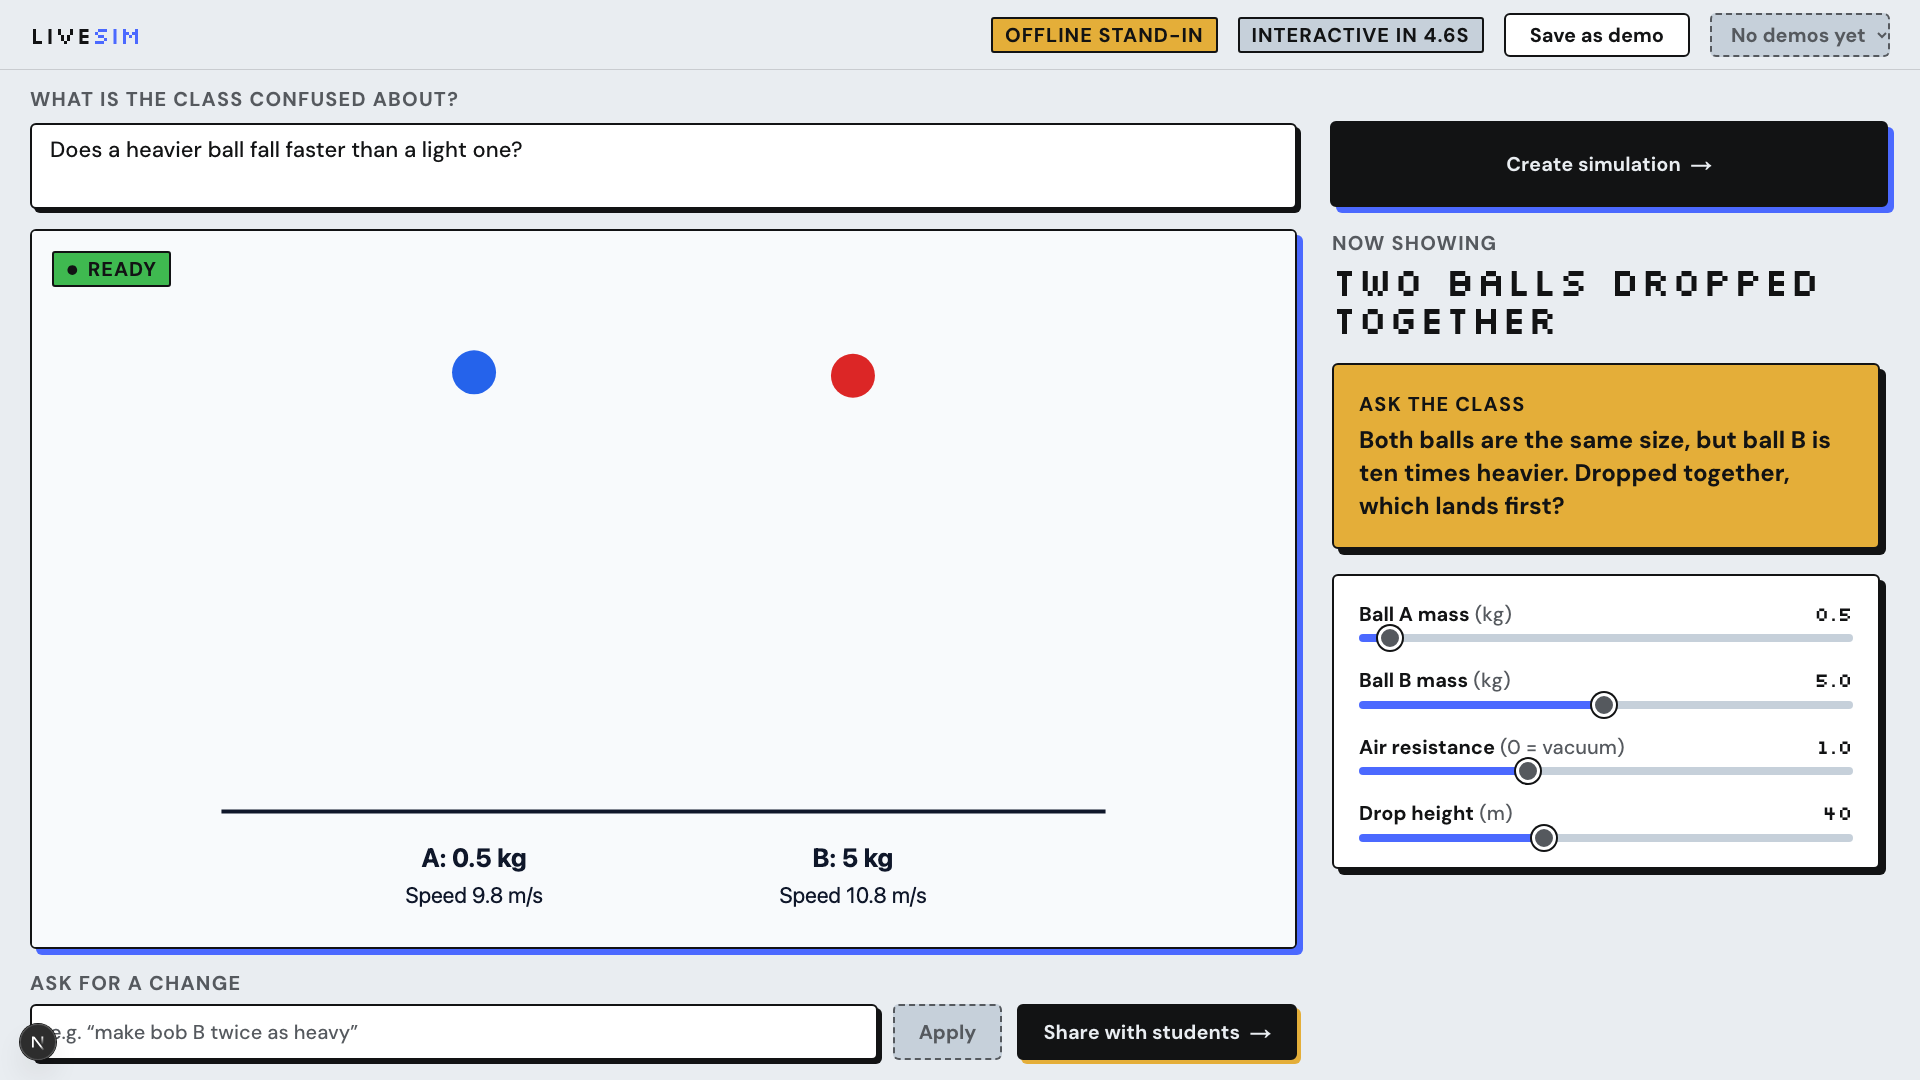 LIVESIM
OFFLINE STAND-IN
INTERACTIVE IN 4.6S
Save as demo
No demos yet
WHAT IS THE CLASS CONFUSED ABOUT?
Does a heavier ball fall faster than a light one?
Create simulation →
READY
NOW SHOWING
TWO BALLS DROPPED
TOGETHER
ASK THE CLASS
Both balls are the same size, but ball B is
ten times heavier. Dropped together,
which lands first?
Ball A mass (kg) 0.5
Ball B mass (kg) 5.0
Air resistance (0 = vacuum) 1.0
Drop height (m) 40
A: 0.5 kg
Speed 9.8 m/s
B: 5 kg
Speed 10.8 m/s
ASK FOR A CHANGE
e.g. “make bob B twice as heavy”
N
Apply
Share with students →